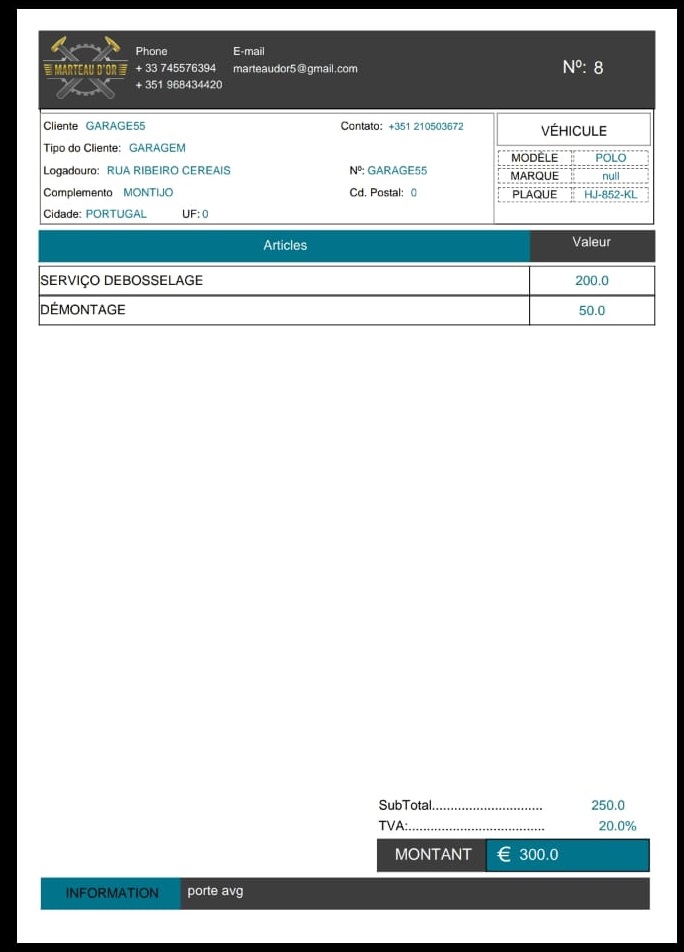 MARTEAU D'OR
Phone E-mail
+ 33 745576394 marteaudor5@gmail.com
+ 351 968434420
Nº: 8
Cliente GARAGE55 Contato: +351 210503672
Tipo do Cliente: GARAGEM
Logadouro: RUA RIBEIRO CEREAIS Nº: GARAGE55
Complemento MONTIJO Cd. Postal: 0
Cidade: PORTUGAL UF: 0
VÉHICULE
MODÈLE POLO
MARQUE null
PLAQUE HJ-852-KL
Articles Valeur
SERVIÇO DEBOSSELAGE 200.0
DÉMONTAGE 50.0
SubTotal.............................. 250.0
TVA:..................................... 20.0%
MONTANT € 300.0
INFORMATION porte avg